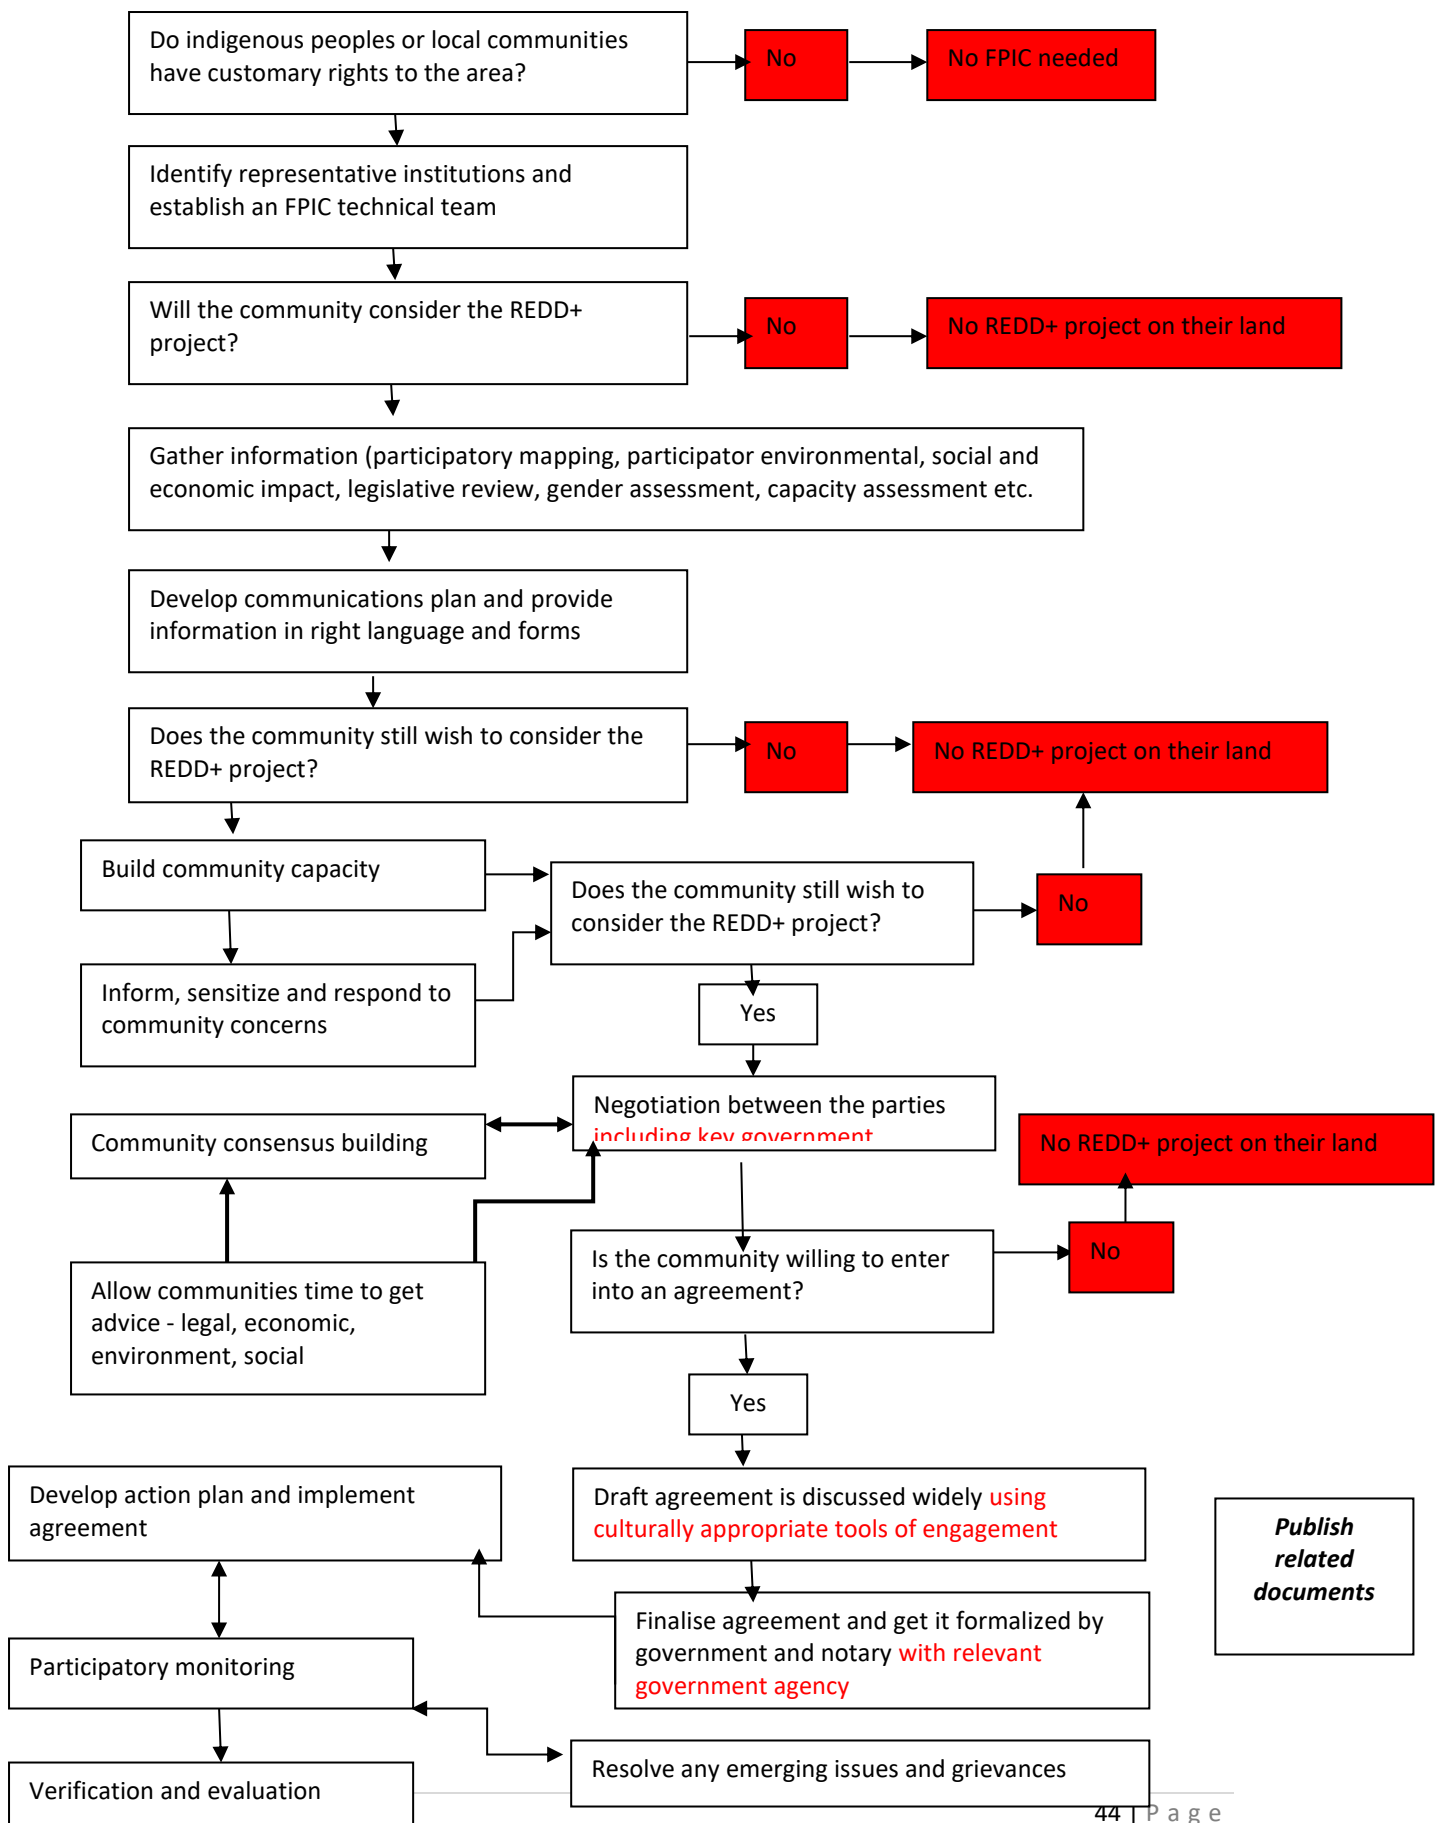 Do indigenous peoples or local communities
have customary rights to the area?
No
No FPIC needed
Identify representative institutions and
establish an FPIC technical team
Will the community consider the REDD+
project?
No
No REDD+ project on their land
Gather information (participatory mapping, participator environmental, social and
economic impact, legislative review, gender assessment, capacity assessment etc.
Develop communications plan and provide
information in right language and forms
Does the community still wish to consider the
REDD+ project?
No
No REDD+ project on their land
Build community capacity
Does the community still wish to
consider the REDD+ project?
No
Inform, sensitize and respond to
community concerns
Yes
Negotiation between the parties
including key government
Community consensus building
No REDD+ project on their land
Is the community willing to enter
into an agreement?
No
Allow communities time to get
advice - legal, economic,
environment, social
Yes
Develop action plan and implement
agreement
Draft agreement is discussed widely using
culturally appropriate tools of engagement
Publish
related
documents
Finalise agreement and get it formalized by
government and notary with relevant
government agency
Participatory monitoring
Resolve any emerging issues and grievances
Verification and evaluation
44 | Page